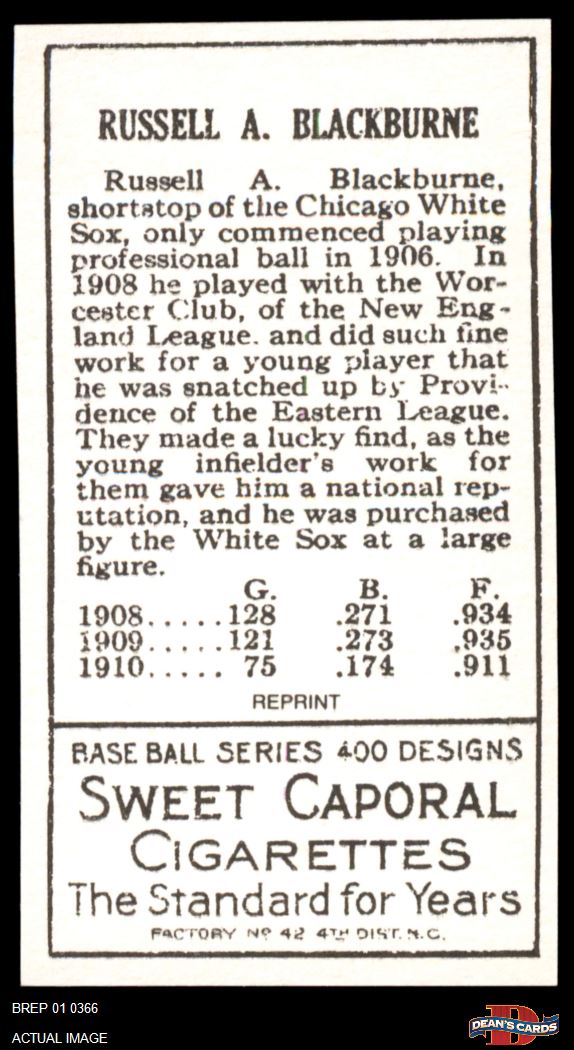 RUSSELL A. BLACKBURNE
Russell A. Blackburne,
shortstop of the Chicago White
Sox, only commenced playing
professional ball in 1906. In
1908 he played with the Wor-
cester Club, of the New Eng-
land League. and did such fine
work for a young player that
he was snatched up by Provi-
dence of the Eastern League.
They made a lucky find, as the
young infielder's work for
them gave him a national rep-
utation, and he was purchased
by the White Sox at a large
figure.
G. B. F.
1908.....128 .271 .934
1909.....121 .273 .935
1910..... 75 .174 .911
REPRINT
BASE BALL SERIES 400 DESIGNS
SWEET CAPORAL
CIGARETTES
The Standard for Years
FACTORY No 42 4TH DIST. N.C.
BREP 01 0366
ACTUAL IMAGE
D
DEAN'S CARDS